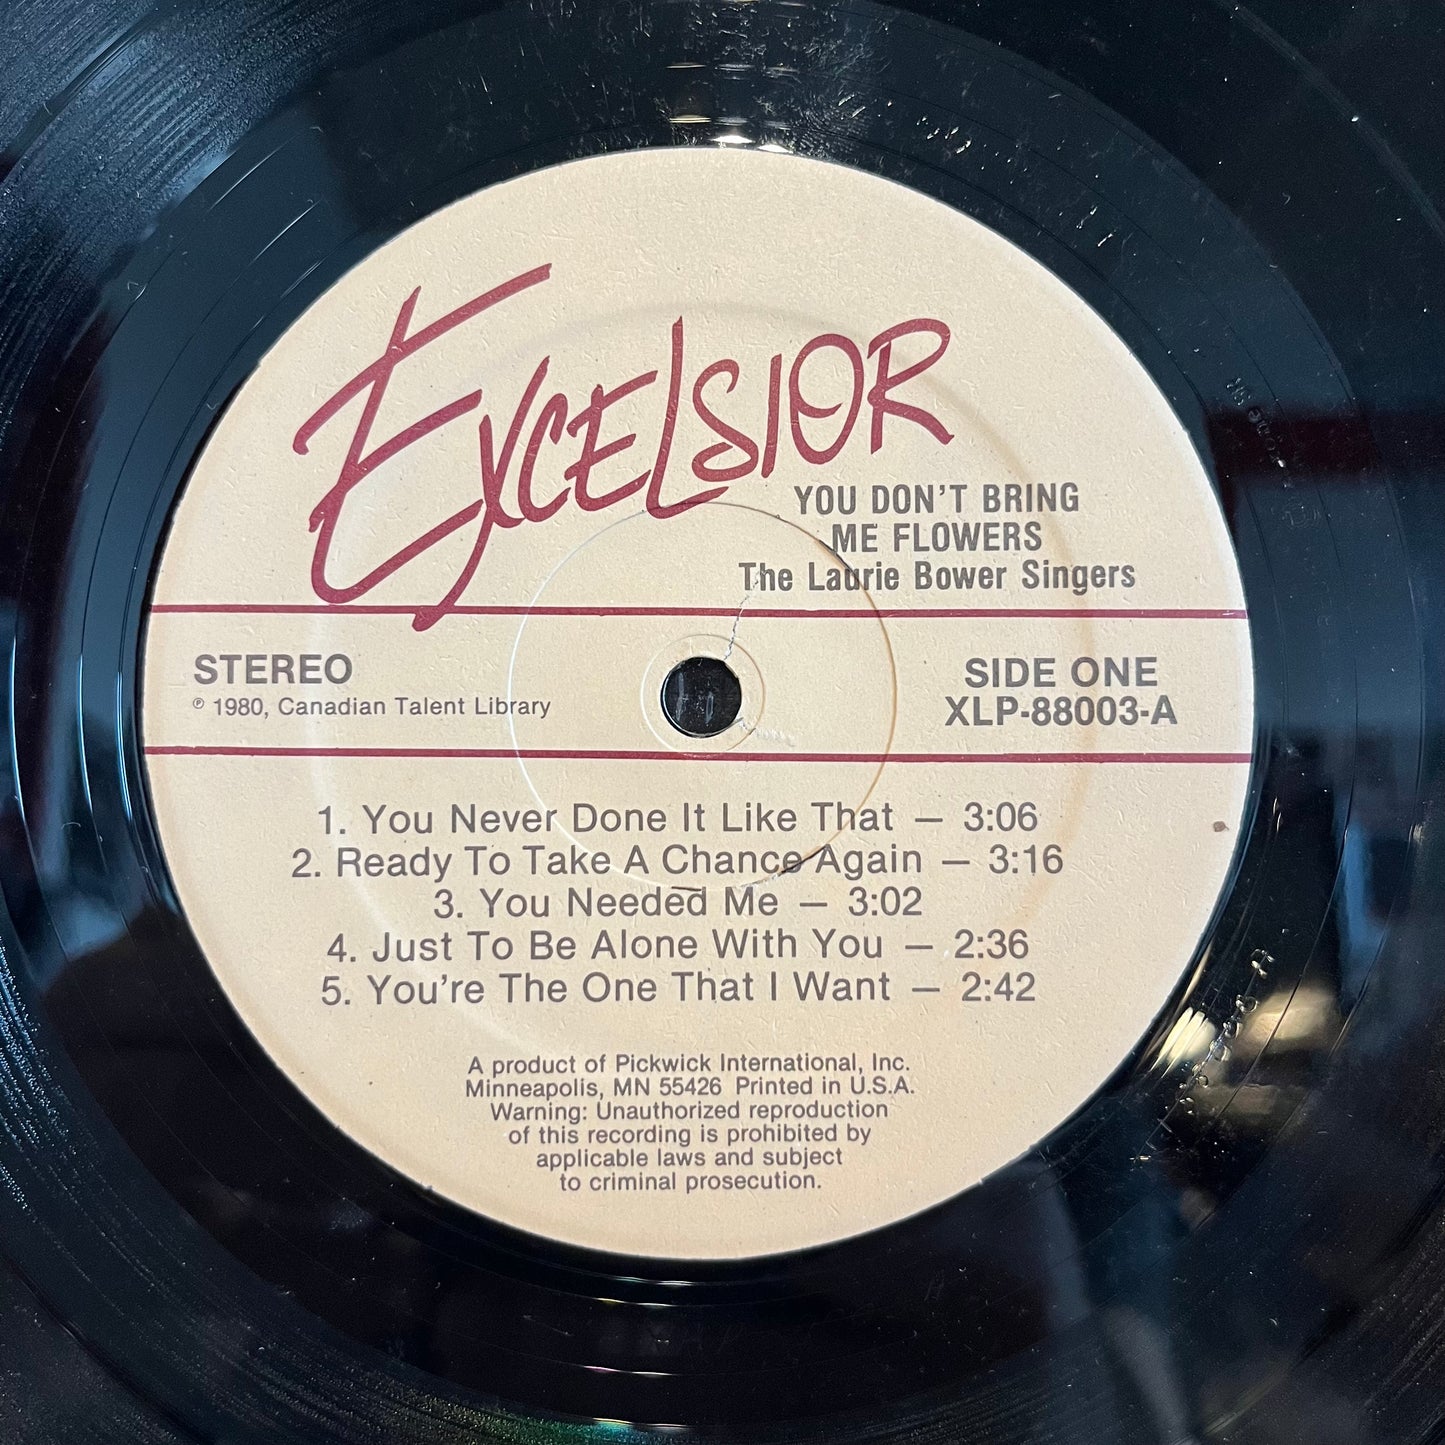 EXCELSIOR
YOU DON'T BRING
ME FLOWERS
The Laurie Bower Singers
STEREO
℗ 1980, Canadian Talent Library
SIDE ONE
XLP-88003-A
1. You Never Done It Like That — 3:06
2. Ready To Take A Chance Again — 3:16
3. You Needed Me — 3:02
4. Just To Be Alone With You — 2:36
5. You're The One That I Want — 2:42
A product of Pickwick International, Inc.
Minneapolis, MN 55426 Printed in U.S.A.
Warning: Unauthorized reproduction
of this recording is prohibited by
applicable laws and subject
to criminal prosecution.